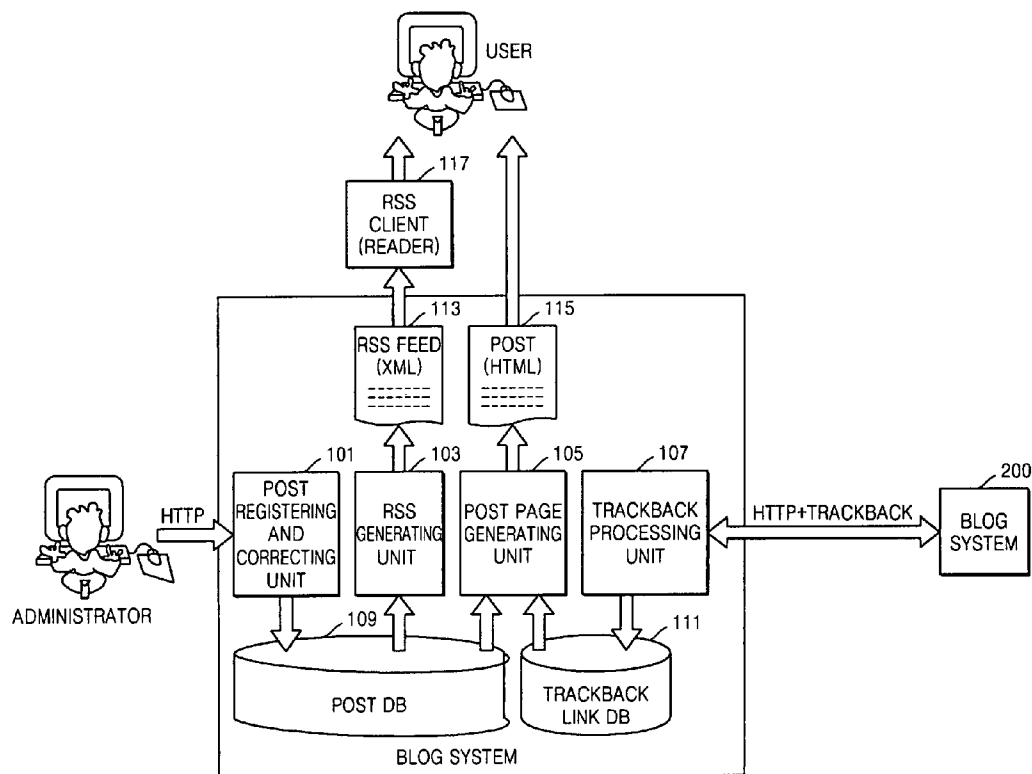 USER
117
RSS
CLIENT
(READER)
113
RSS FEED
(XML)
115
POST
(HTML)
ADMINISTRATOR
HTTP
101
POST
REGISTERING
AND
CORRECTING
UNIT
103
RSS
GENERATING
UNIT
105
POST PAGE
GENERATING
UNIT
107
TRACKBACK
PROCESSING
UNIT
HTTP+TRACKBACK
200
BLOG
SYSTEM
109
POST DB
111
TRACKBACK
LINK DB
BLOG SYSTEM